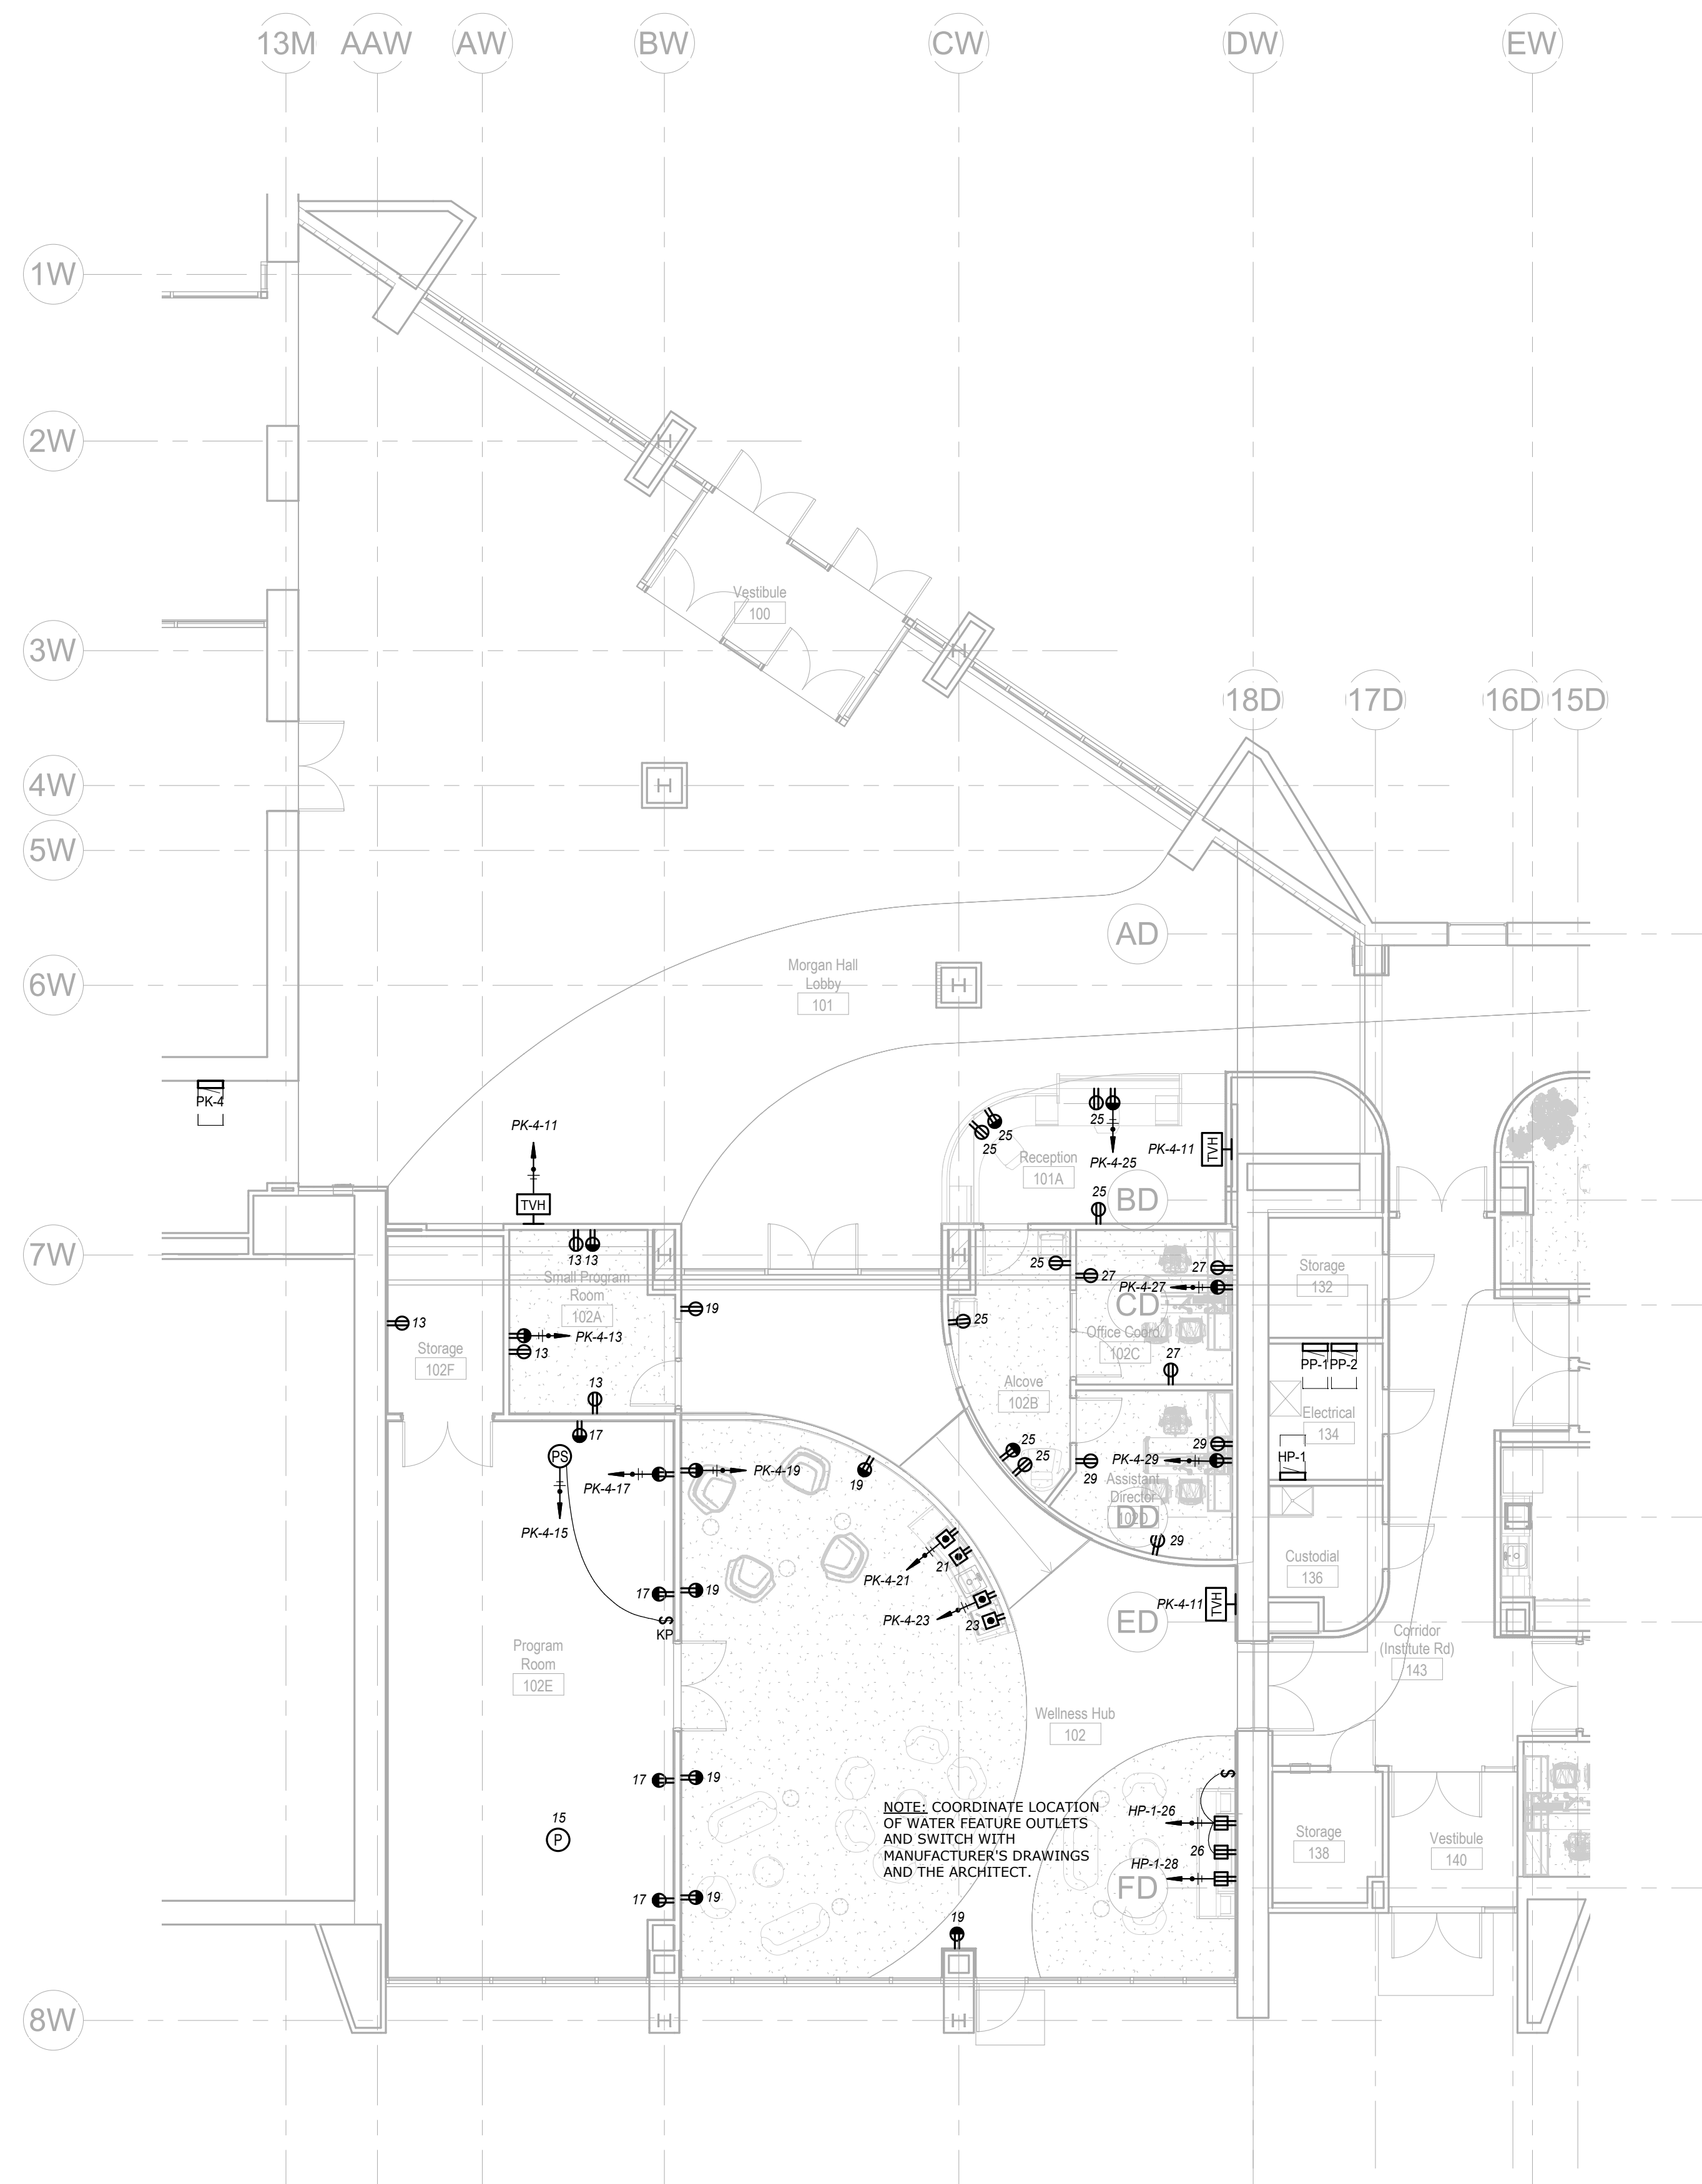 13M AAW AW BW CW DW EW
1W
2W
Vestibule
100
3W
18D 17D 16D 15D
4W
5W
AD
Morgan Hall
Lobby
101
6W
PK-4
PK-4-11
25
25
25
PK-4-25
PK-4-11
TVH
Reception
101A
BD
25
TVH
7W
13 13
Small Program
Room
102A
25
27
27
PK-4-27
CD
Storage
132
19
13
PK-4-13
13
25
Office Coord.
102C
Storage
102F
27
PP-1 PP-2
13
Alcove
102B
Electrical
134
17
25
25
29
PK-4-29
HP-1
PS
PK-4-17
PK-4-19
19
29
Assistant
Director
102D
DD
PK-4-15
29
21
PK-4-21
Custodial
136
17
19
PK-4-23
23
PK-4-11
TVH
ED
S
KP
Corridor
(Institute Rd)
143
Program
Room
102E
Wellness Hub
102
17
19
S
NOTE: COORDINATE LOCATION
OF WATER FEATURE OUTLETS
AND SWITCH WITH
MANUFACTURER'S DRAWINGS
AND THE ARCHITECT.
HP-1-26
26
HP-1-28
15
P
Storage
138
Vestibule
140
FD
17
19
19
8W
H
H
H
H
H
H
H
H